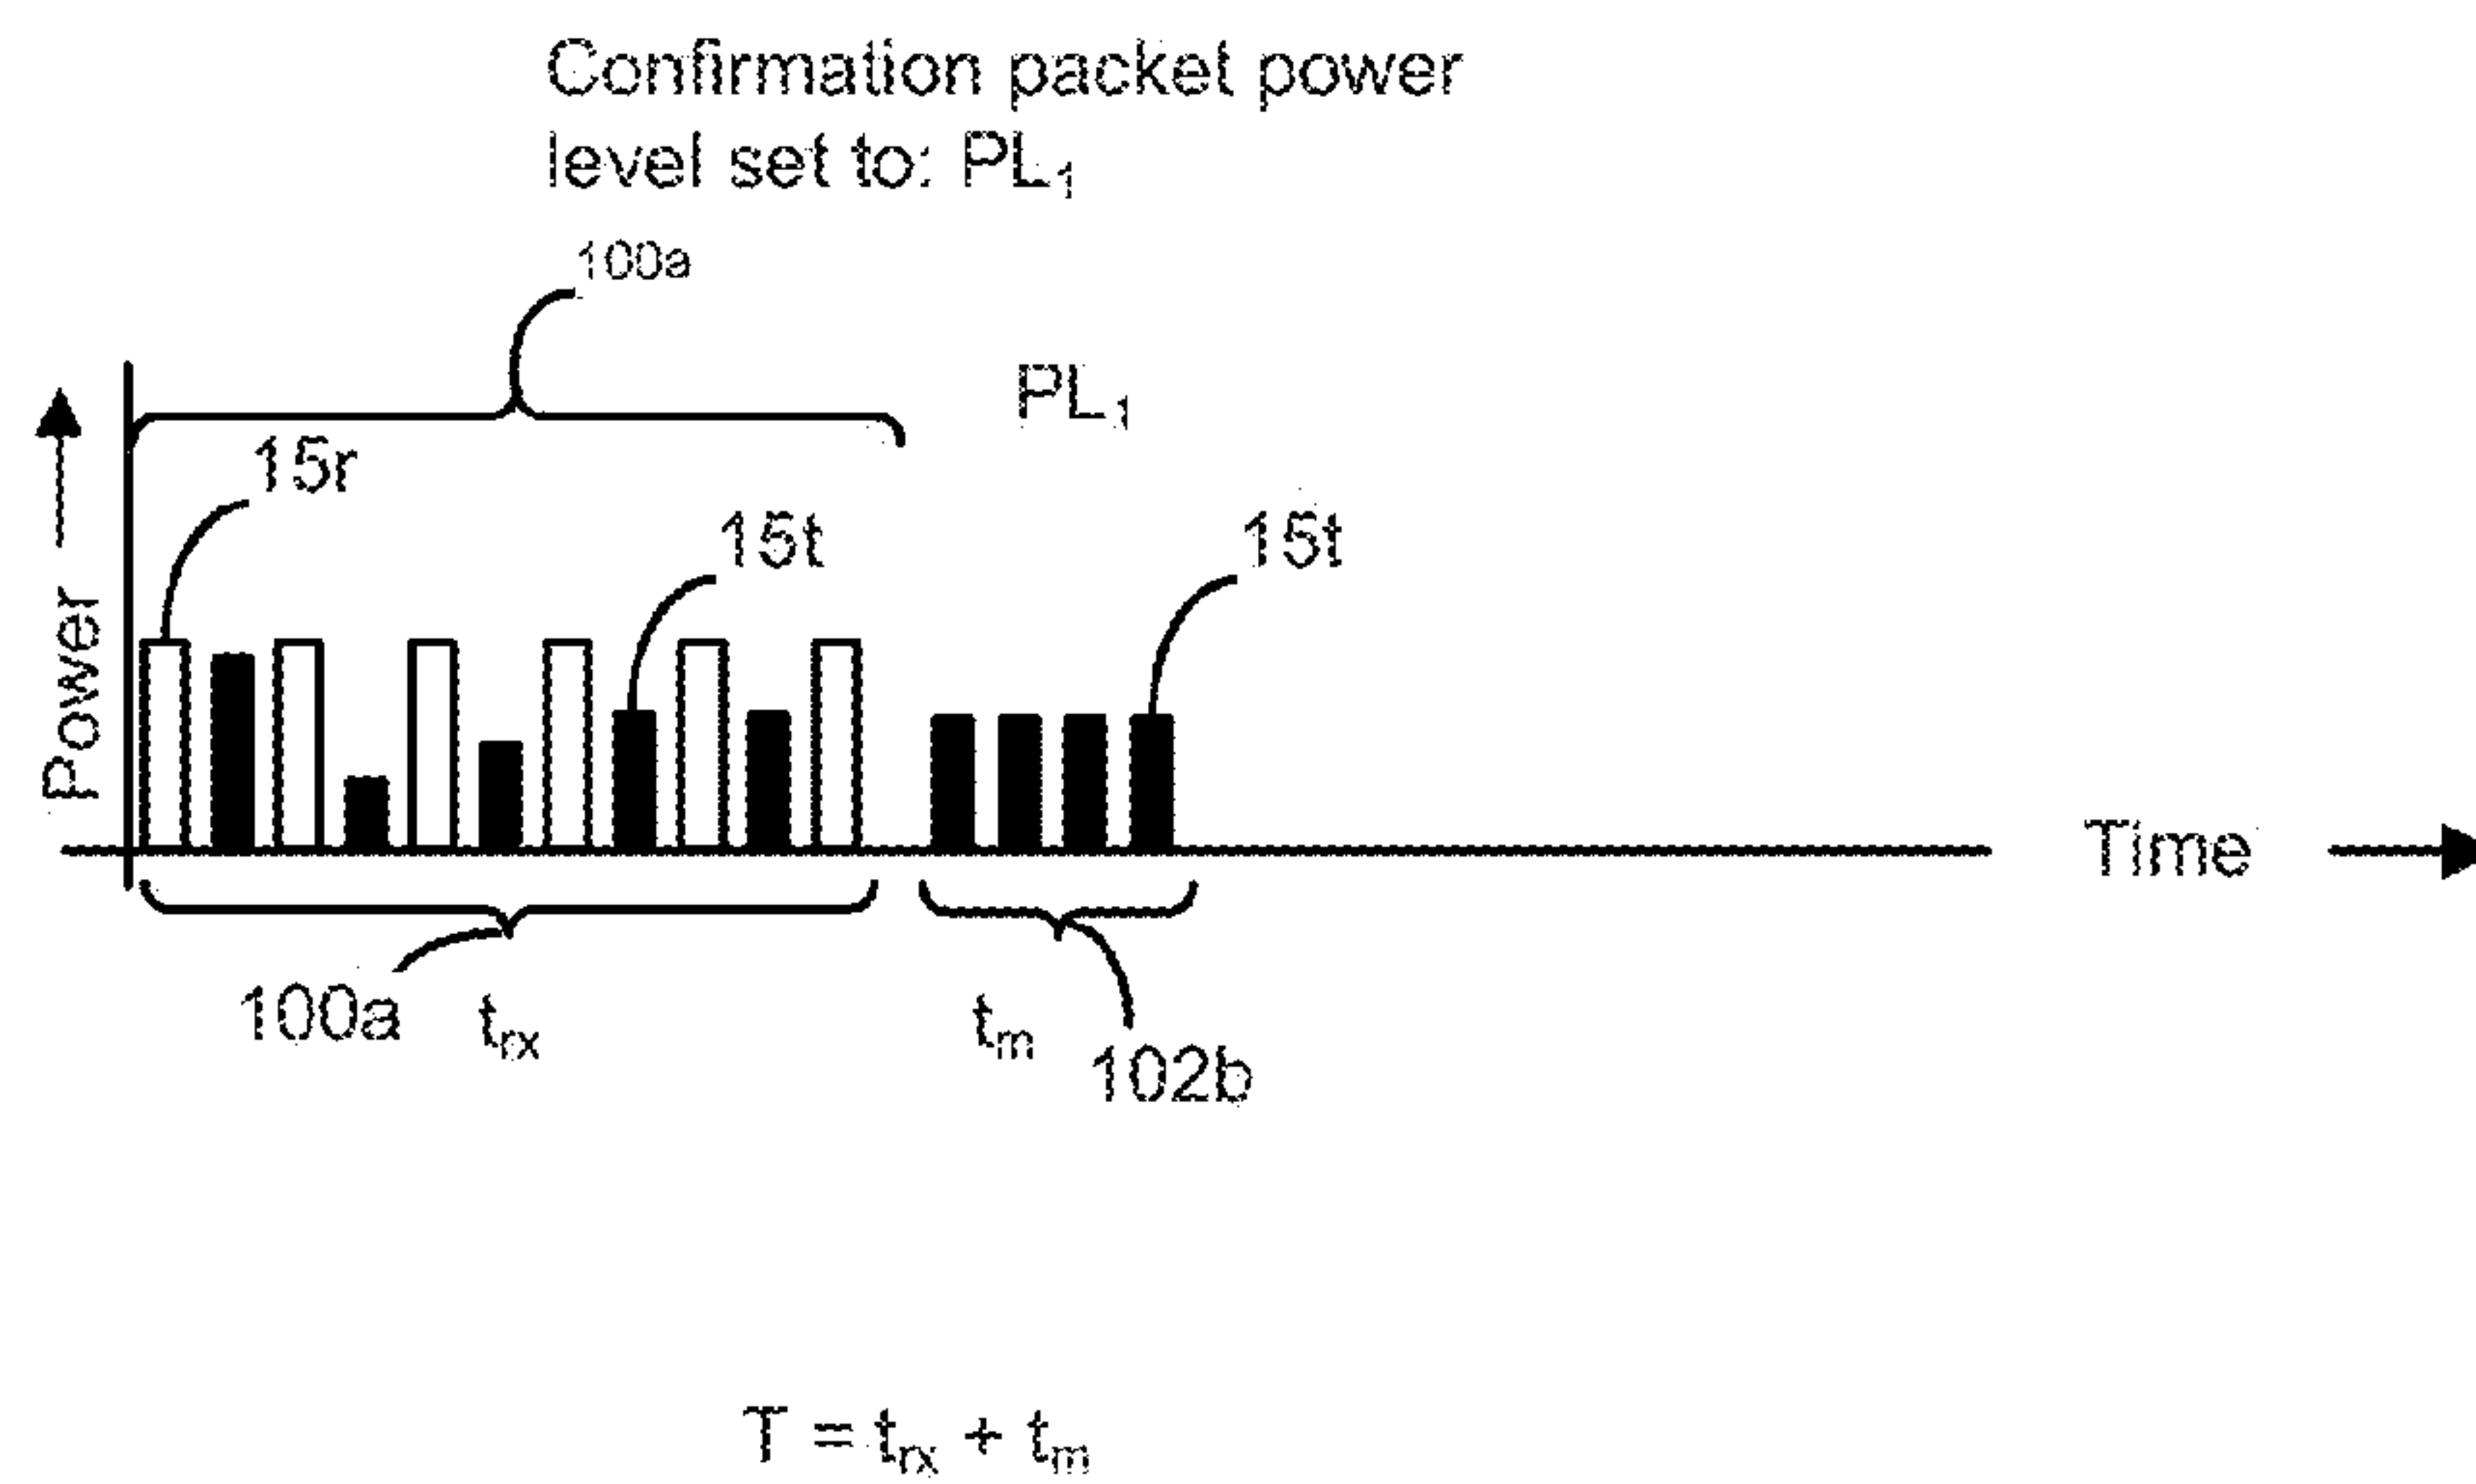 Confirmation packet power
level set to: PL₁
100a
PL₁
15r
15t
15t
Power
Time
100a
tᵣₓ
tₘ
102b
T = tᵣₓ + tₘ